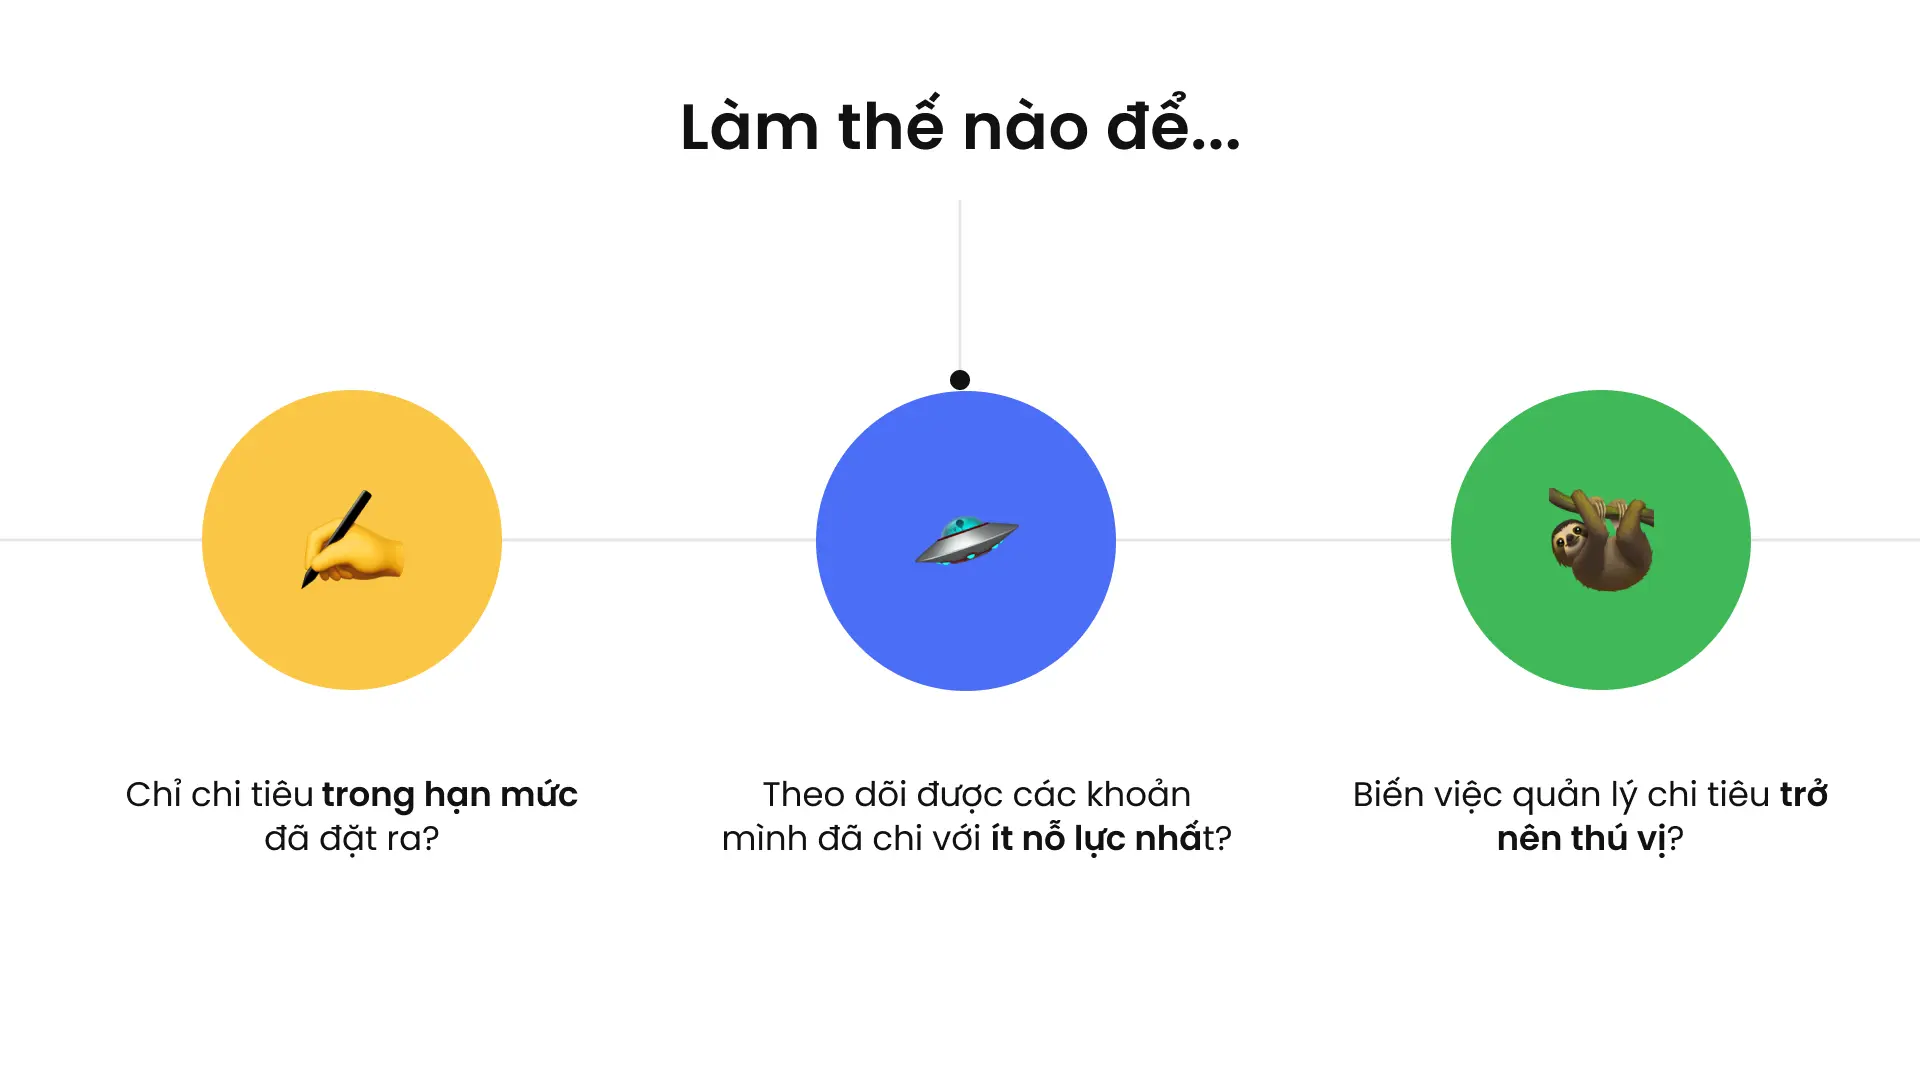 Làm thế nào để...
Chỉ chi tiêu trong hạn mức
đã đặt ra?
Theo dõi được các khoản
mình đã chi với ít nỗ lực nhất?
Biến việc quản lý chi tiêu trở
nên thú vị?